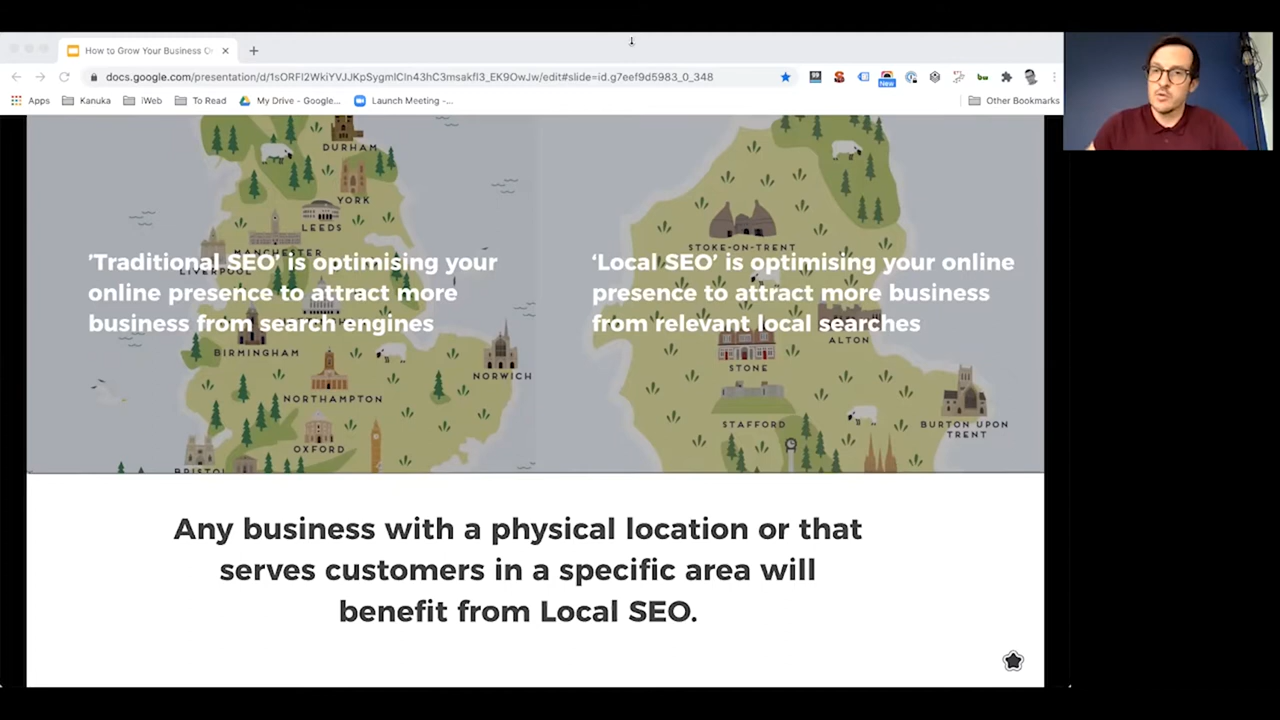 How to Grow Your Business O
docs.google.com/presentation/d/1sORFl2WkiYVJJKpSygmICln43hC3msakfI3_EK9OwJw/edit#slide=id.g7eef9d5983_0_348
99
New
bw
Apps
Kanuka
iWeb
To Read
My Drive - Google...
Launch Meeting -...
Other Bookmarks
DURHAM
YORK
LEEDS
MANCHESTER
LIVERPOOL
'Traditional SEO' is optimising your
online presence to attract more
business from search engines
BIRMINGHAM
NORWICH
NORTHAMPTON
OXFORD
BRISTOL
STOKE-ON-TRENT
‘Local SEO’ is optimising your online
presence to attract more business
from relevant local searches
ALTON
STONE
STAFFORD
BURTON UPON
TRENT
Any business with a physical location or that
serves customers in a specific area will
benefit from Local SEO.